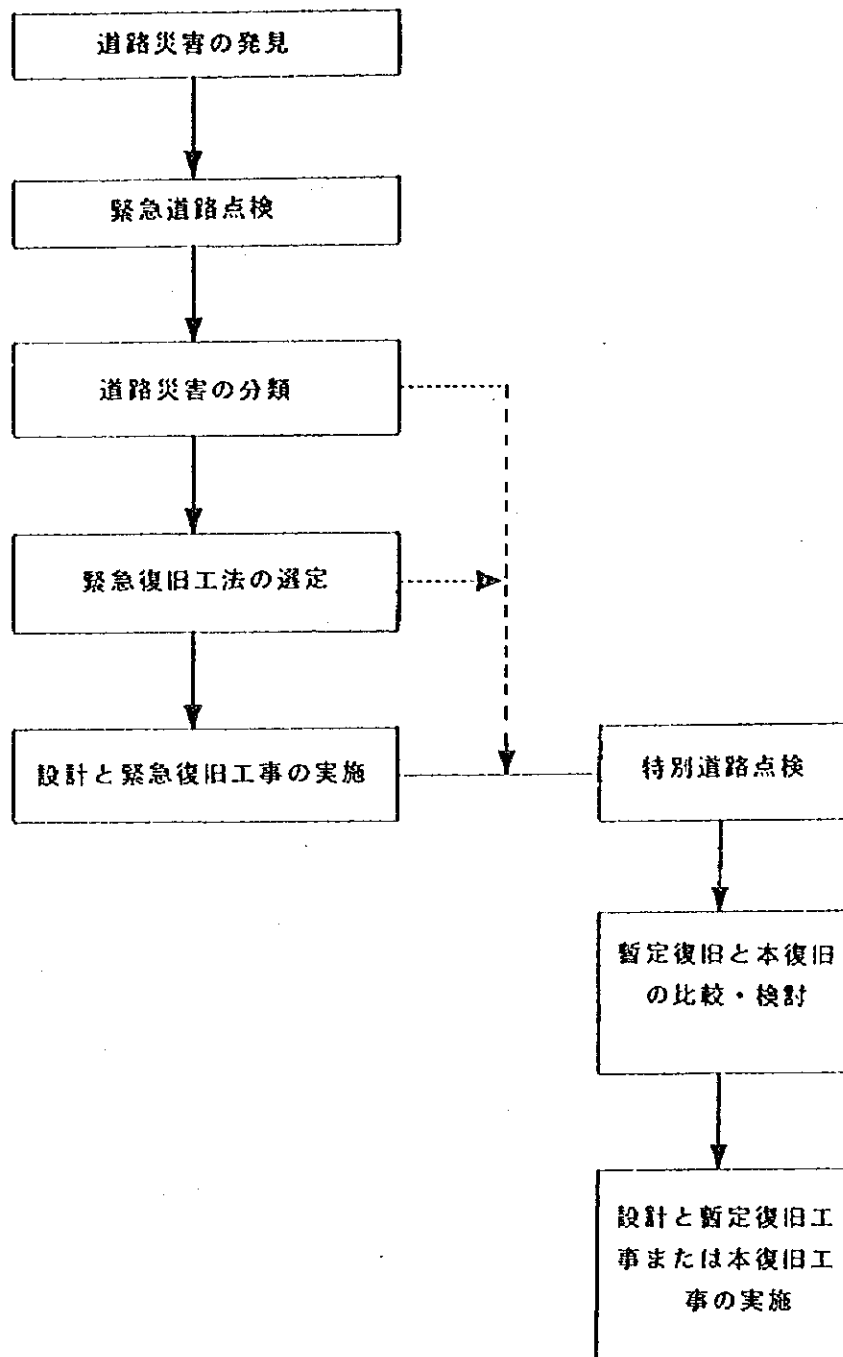 道路災害の発見
緊急道路点検
道路災害の分類
緊急復旧工法の選定
設計と緊急復旧工事の実施
特別道路点検
暫定復旧と本復旧
の比較・検討
設計と暫定復旧工
事または本復旧工
事の実施